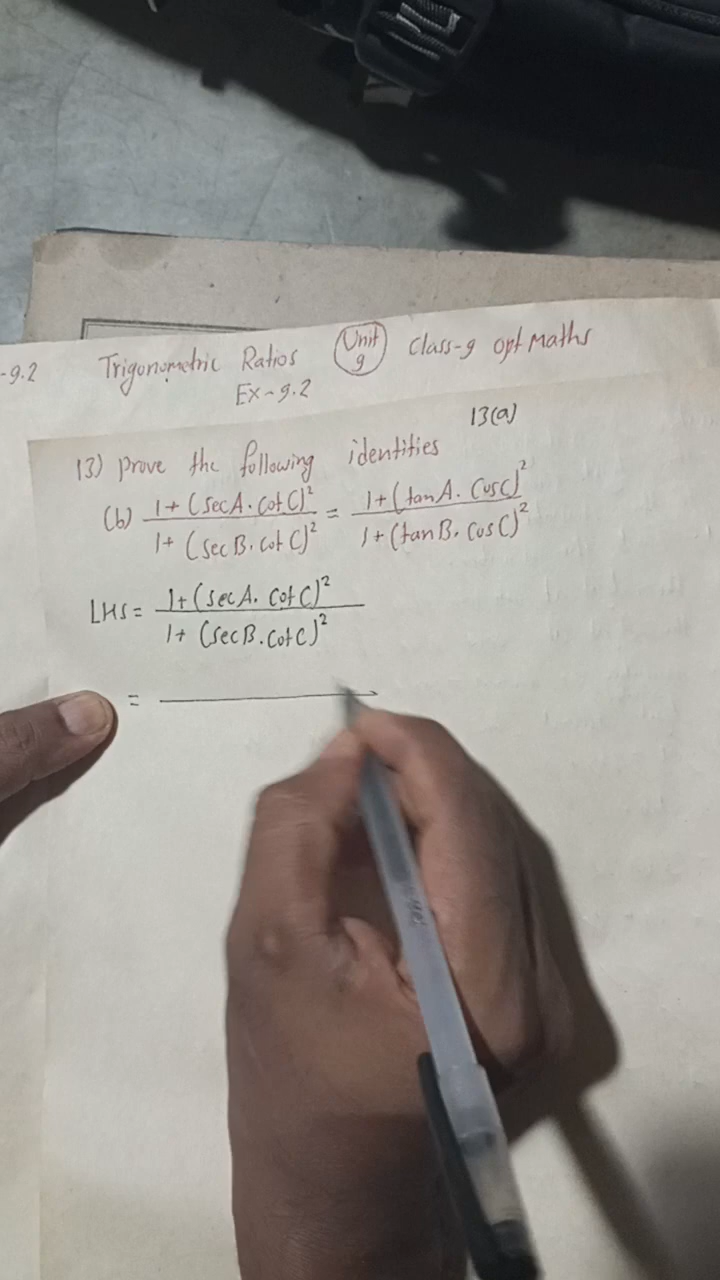 -9.2 Trigonometric Ratios Unit 9 Class-9 opt Maths
Ex-9.2
13(a)
13) prove the following identities
(b) 1+(secA.cotC)² / 1+(secB.cotC)² = 1+(tanA.CosC)² / 1+(tanB.CosC)²
LHS = 1+(secA.cotC)² / 1+(secB.cotC)²
=